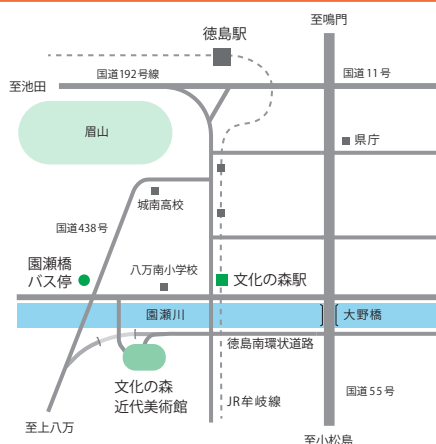 至鳴門
徳島駅
国道192号線
国道11号
至池田
眉山
県庁
城南高校
国道438号
園瀬橋
バス停
八万南小学校
文化の森駅
園瀬川
大野橋
徳島南環状道路
文化の森
近代美術館
JR牟岐線
国道55号
至上八万
至小松島